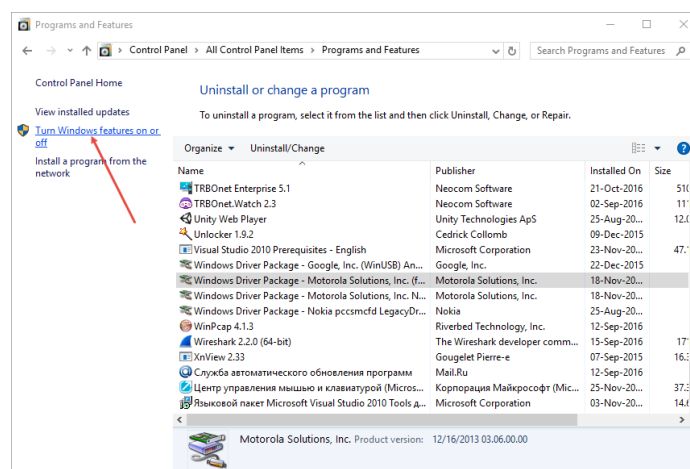 Programs and Features
Control Panel > All Control Panel Items > Programs and Features
Search Programs and Features
Control Panel Home
View installed updates
Turn Windows features on or
off
Install a program from the
network
Uninstall or change a program
To uninstall a program, select it from the list and then click Uninstall, Change, or Repair.
Organize Uninstall/Change
Name Publisher Installed On Size
TRBOnet Enterprise 5.1 Neocom Software 21-Oct-2016 510
TRBOnet.Watch 2.3 Neocom Software 02-Sep-2016 11
Unity Web Player Unity Technologies ApS 25-Aug-20... 12.0
Unlocker 1.9.2 Cedrick Collomb 09-Dec-2015
Visual Studio 2010 Prerequisites - English Microsoft Corporation 23-Nov-20... 47.
Windows Driver Package - Google, Inc. (WinUSB) An... Google, Inc. 22-Dec-2015
Windows Driver Package - Motorola Solutions, Inc. (f... Motorola Solutions, Inc. 18-Nov-20...
Windows Driver Package - Motorola Solutions, Inc. N... Motorola Solutions, Inc. 18-Nov-20...
Windows Driver Package - Nokia pccsmcfd LegacyDr... Nokia 25-Aug-20...
WinPcap 4.1.3 Riverbed Technology, Inc. 12-Sep-2016
Wireshark 2.2.0 (64-bit) The Wireshark developer comm... 15-Sep-2016 17
XnView 2.33 Gougelet Pierre-e 07-Sep-2015 16.
Служба автоматического обновления программ Mail.Ru 12-Sep-2016
Центр управления мышью и клавиатурой (Micros... Корпорация Майкрософт (Mic... 25-Nov-20... 37.
Языковой пакет Microsoft Visual Studio 2010 Tools д... Microsoft Corporation 03-Nov-20... 14.
Motorola Solutions, Inc. Product version: 12/16/2013 03.06.00.00